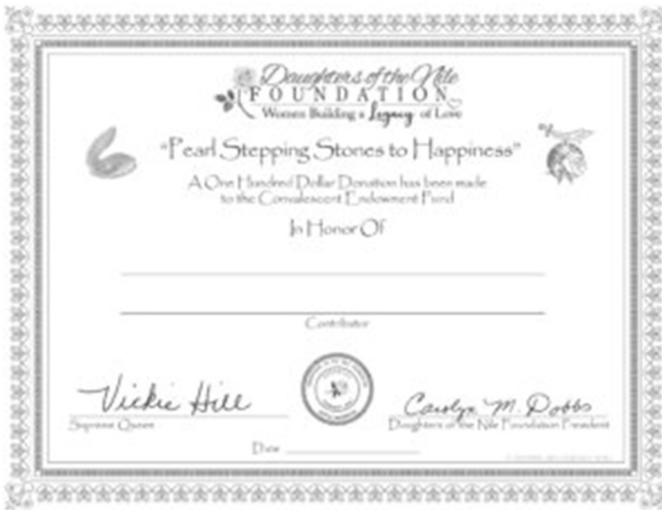 Daughters of the Nile
FOUNDATION
Women Building a Legacy of Love
"Pearl Stepping Stones to Happiness"
A One Hundred Dollar Donation has been made
to the Convalescent Endowment Fund
In Honor Of
Contributor
Vickie Hill
Carolyn M. Dobbs
Supreme Queen
Daughters of the Nile Foundation President
Date